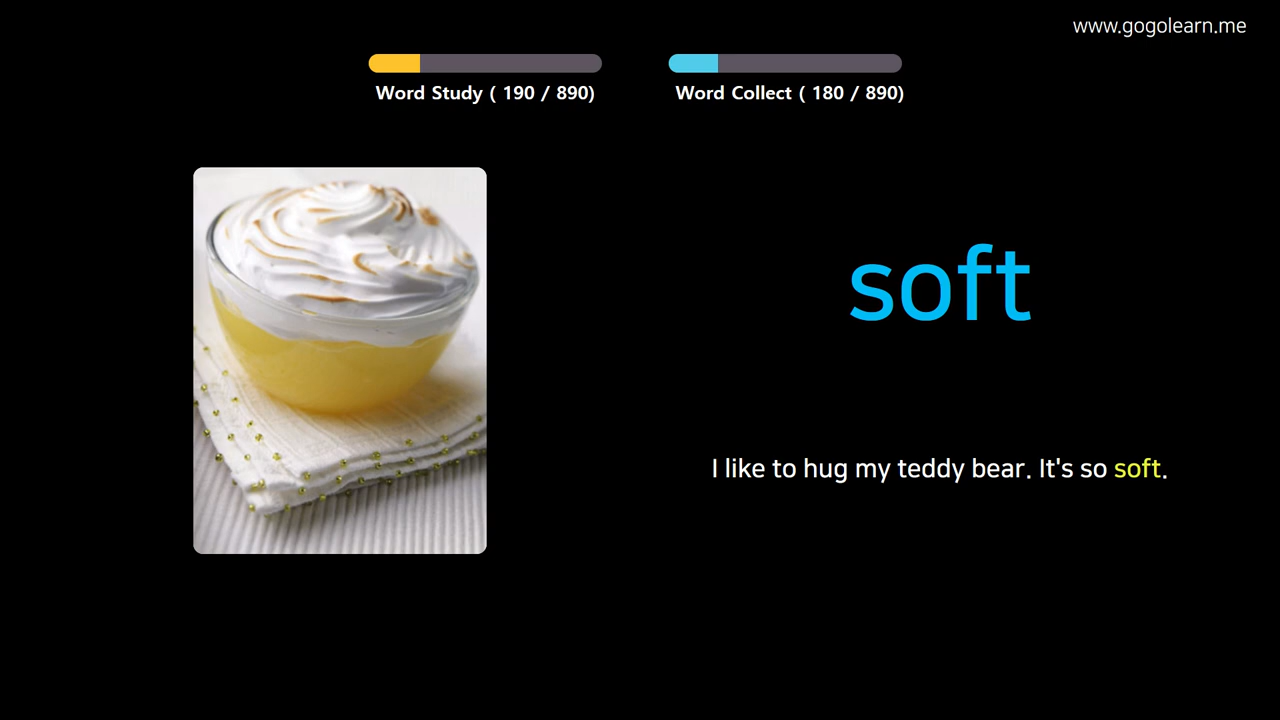 www.gogolearn.me
Word Study ( 190 / 890)
Word Collect ( 180 / 890)
soft
I like to hug my teddy bear. It's so soft.